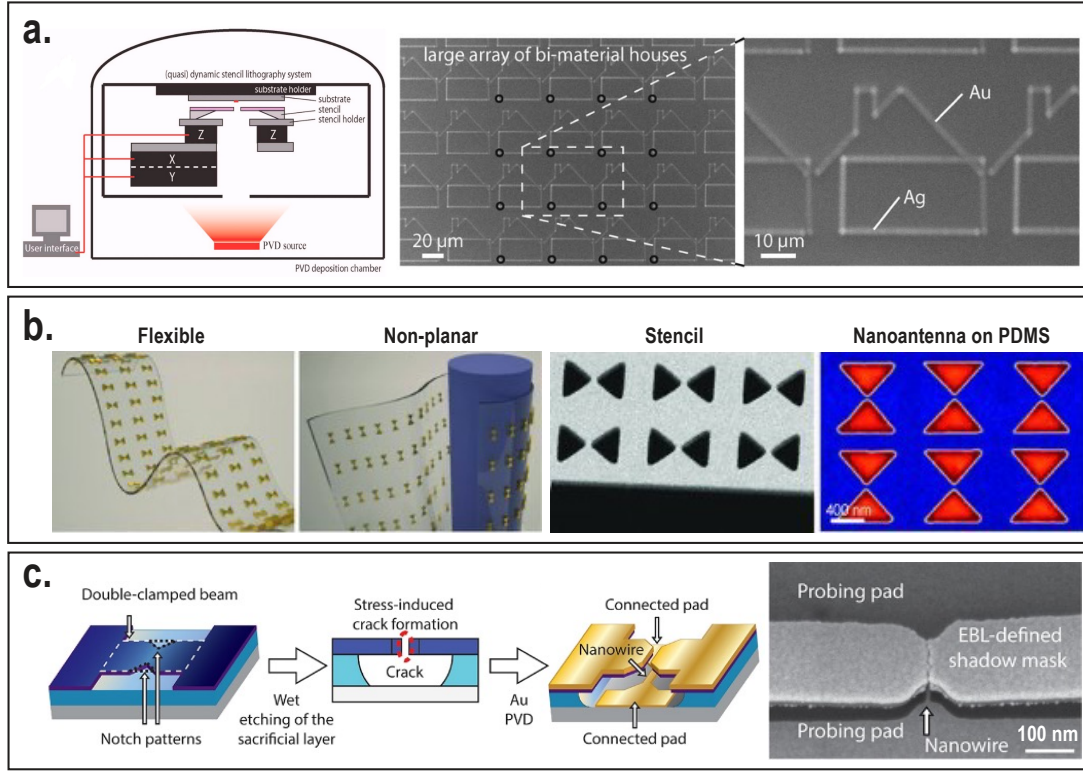 a.
(quasi) dynamic stencil lithography system
substrate holder
substrate
stencil
stencil holder
Z
Z
X
Y
User interface
PVD source
PVD deposition chamber
large array of bi-material houses
20 μm
Au
Ag
10 μm
b.
Flexible
Non-planar
Stencil
Nanoantenna on PDMS
400 nm
c.
Double-clamped beam
Notch patterns
Wet
etching of the
sacrificial layer
Stress-induced
crack formation
Crack
Au
PVD
Connected pad
Nanowire
Connected pad
Probing pad
EBL-defined
shadow mask
Probing pad
Nanowire
100 nm